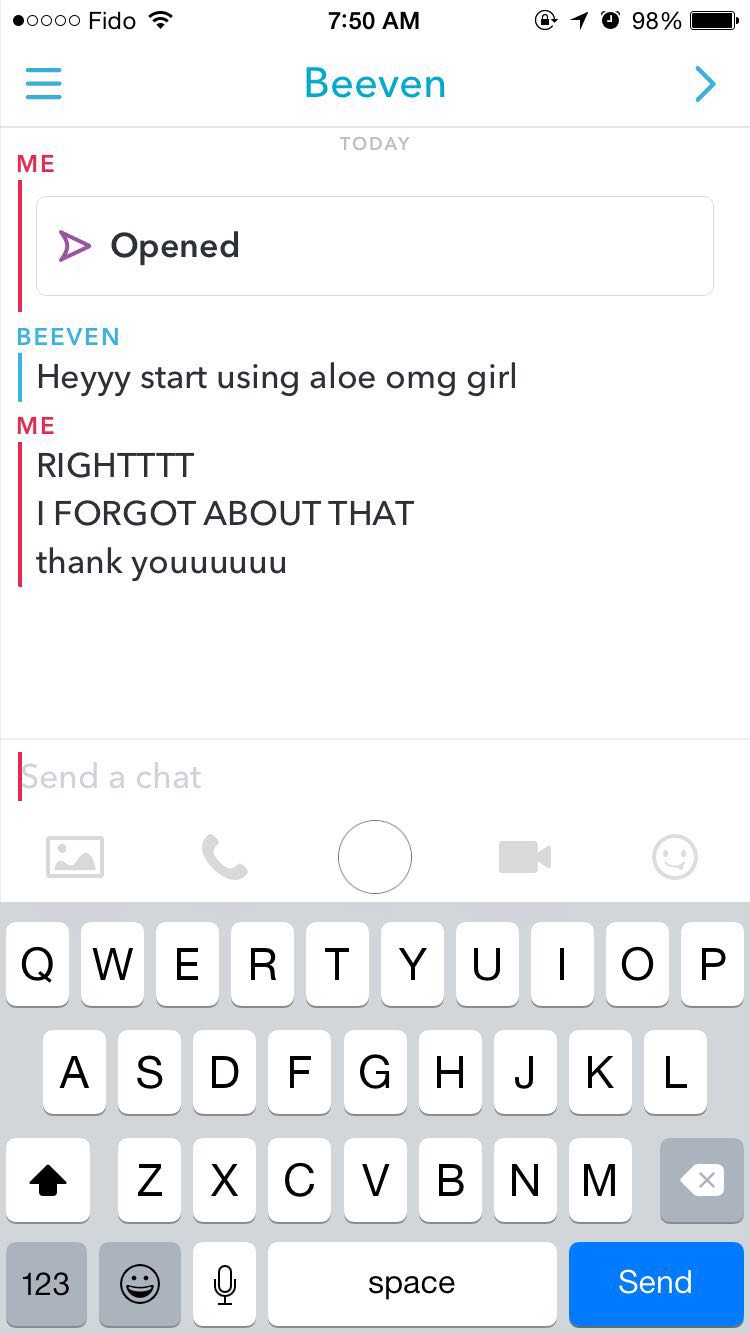 Fido 7:50 AM 98%
Beeven
TODAY
ME
Opened
BEEVEN
Heyyy start using aloe omg girl
ME
RIGHTTTT
I FORGOT ABOUT THAT
thank youuuuuu
Send a chat
Q W E R T Y U I O P
A S D F G H J K L
Z X C V B N M
123 space Send